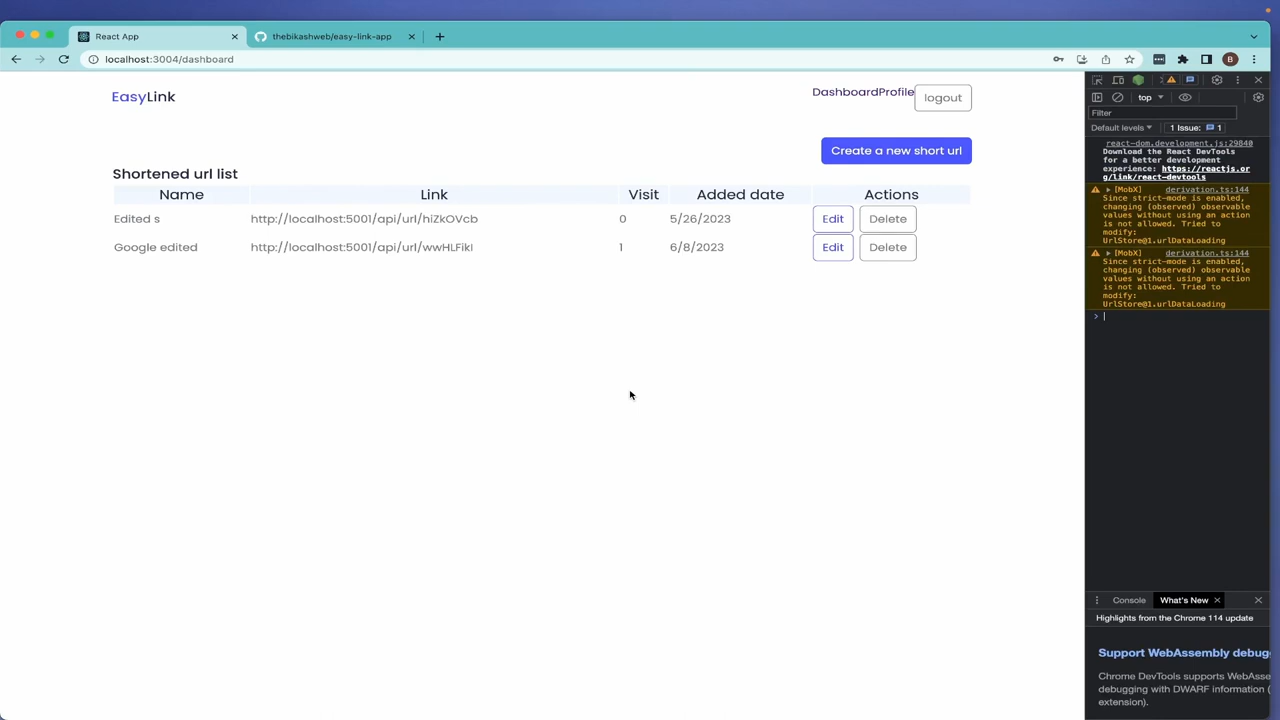 React App
thebikashweb/easy-link-app
localhost:3004/dashboard
B
EasyLink
DashboardProfile
logout
Create a new short url
Shortened url list
Name Link Visit Added date Actions
Edited s http://localhost:5001/api/url/hiZkOVcb 0 5/26/2023 Edit Delete
Google edited http://localhost:5001/api/url/wwHLFikI 1 6/8/2023 Edit Delete
top
Filter
Default levels 1 Issue: 1
react-dom.development.js:29840
Download the React DevTools
for a better development
experience: https://reactjs.or
g/link/react-devtools
[MobX] derivation.ts:144
Since strict-mode is enabled,
changing (observed) observable
values without using an action
is not allowed. Tried to
modify:
UrlStore@1.urlDataLoading
[MobX] derivation.ts:144
Since strict-mode is enabled,
changing (observed) observable
values without using an action
is not allowed. Tried to
modify:
UrlStore@1.urlDataLoading
Console What's New
Highlights from the Chrome 114 update
Support WebAssembly debug
Chrome DevTools supports WebAsse
debugging with DWARF information (
extension).